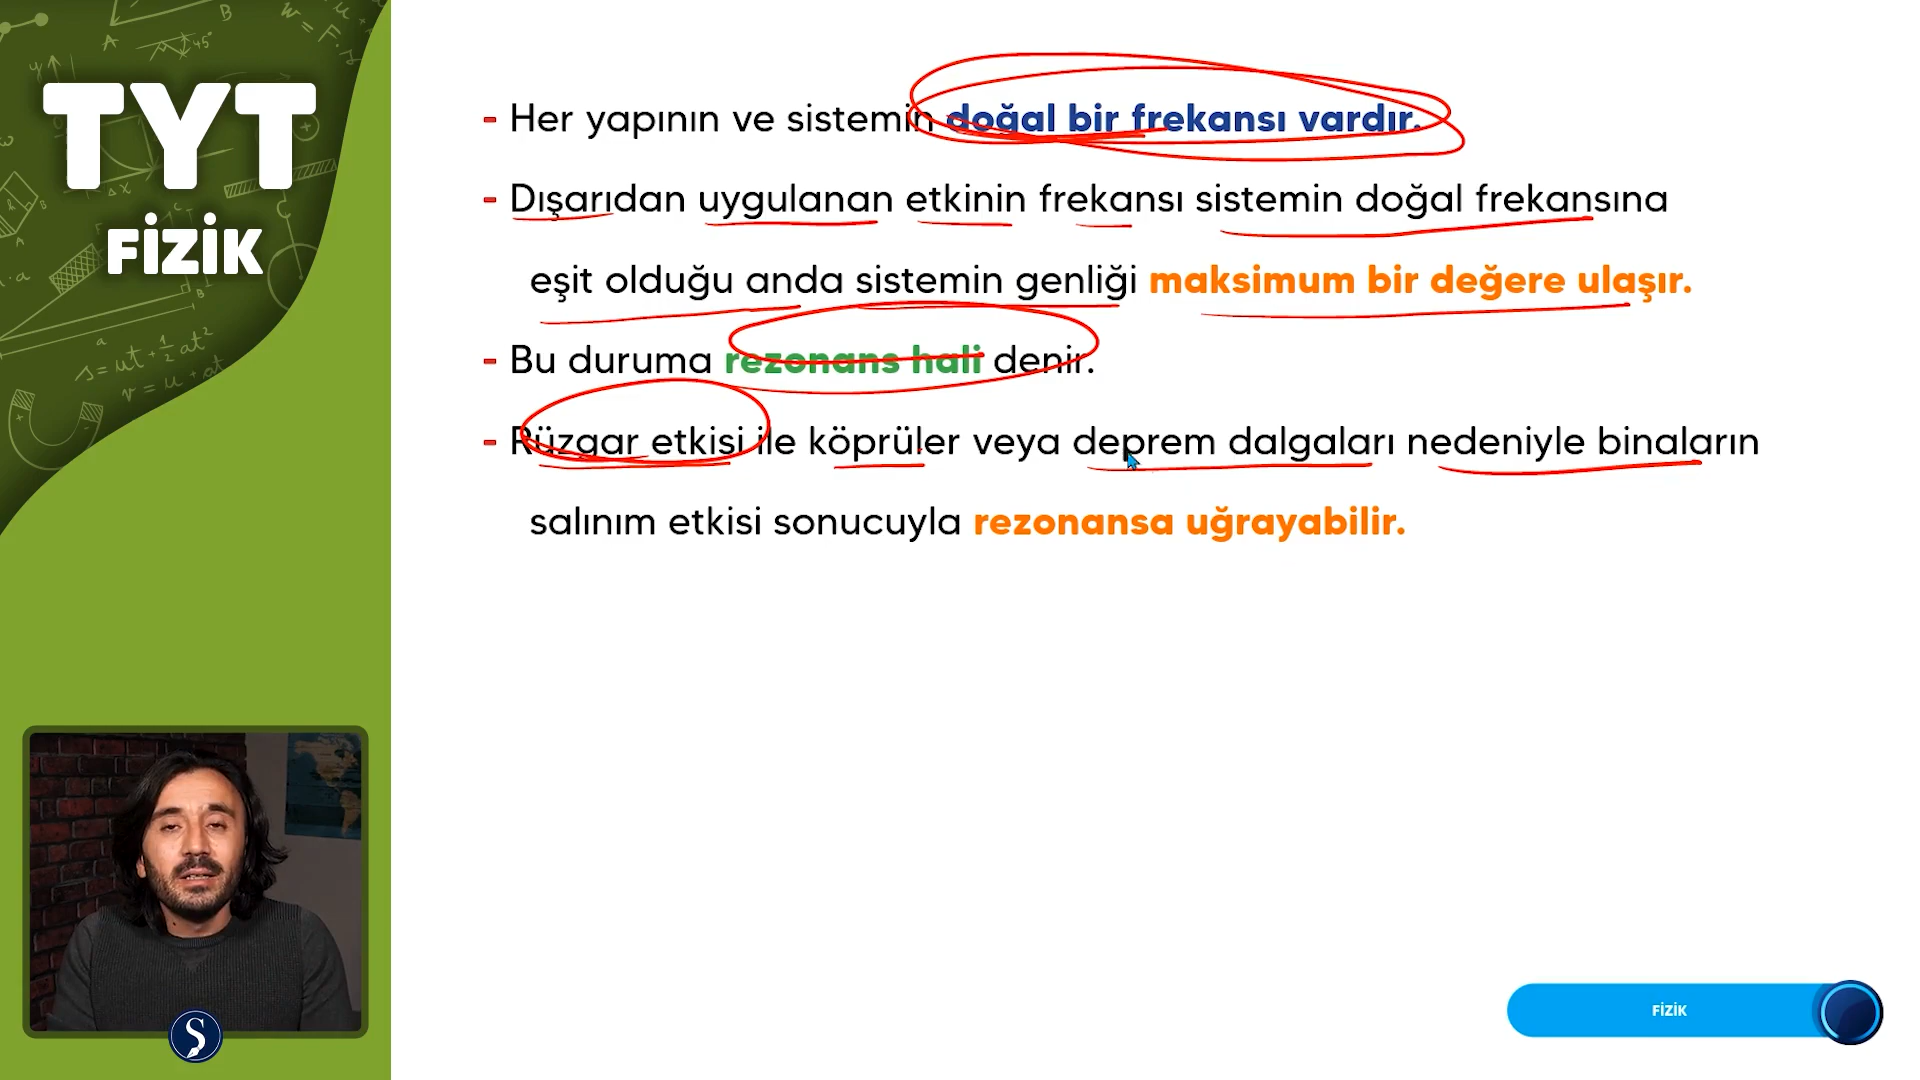 TYT
FİZİK
- Her yapının ve sistemin doğal bir frekansı vardır.
- Dışarıdan uygulanan etkinin frekansı sistemin doğal frekansına
eşit olduğu anda sistemin genliği maksimum bir değere ulaşır.
- Bu duruma rezonans hali denir.
- Rüzgar etkisi ile köprüler veya deprem dalgaları nedeniyle binaların
salınım etkisi sonucuyla rezonansa uğrayabilir.
FİZİK
S